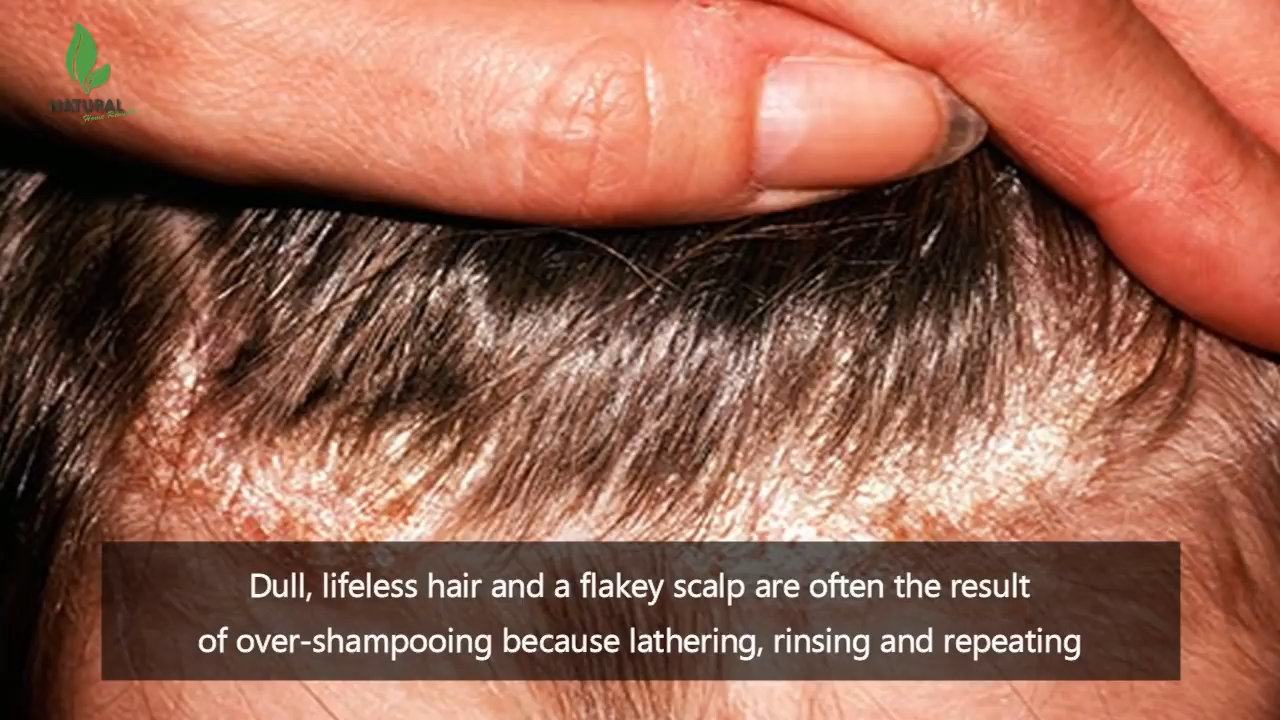 NATURAL
Dull, lifeless hair and a flakey scalp are often the result
of over-shampooing because lathering, rinsing and repeating